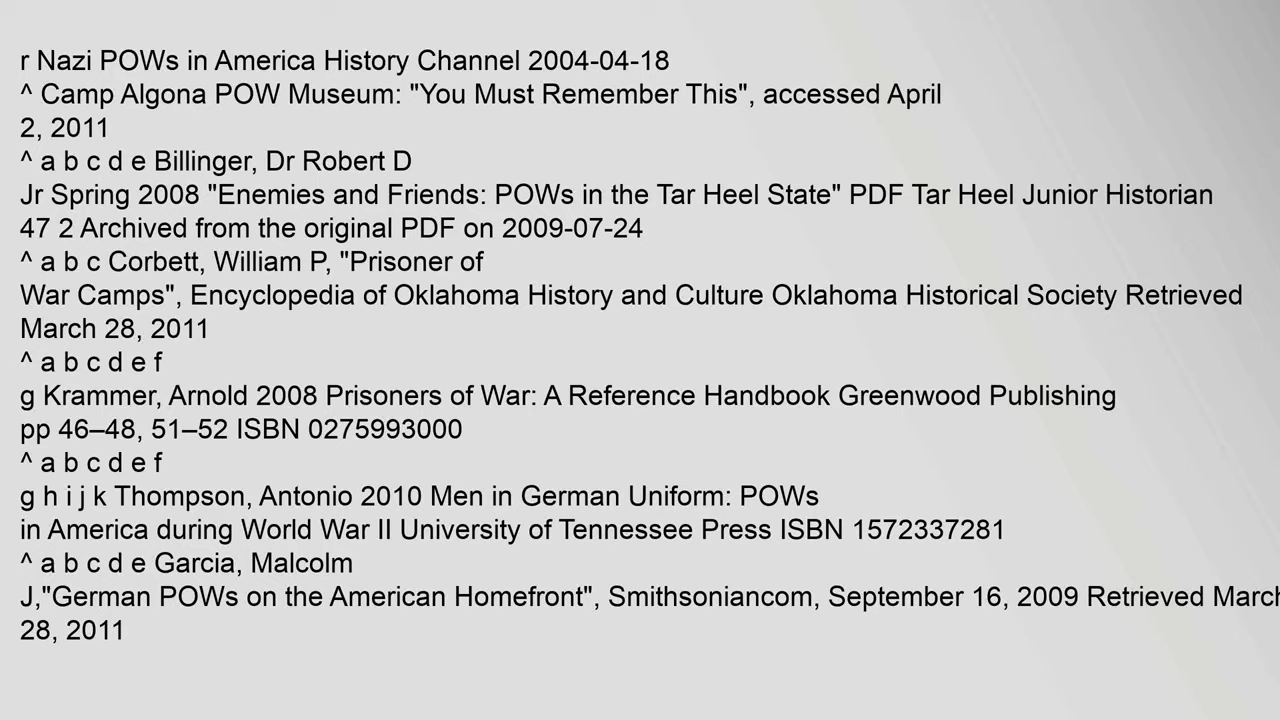 r Nazi POWs in America History Channel 2004-04-18
^ Camp Algona POW Museum: "You Must Remember This", accessed April
2, 2011
^ a b c d e Billinger, Dr Robert D
Jr Spring 2008 "Enemies and Friends: POWs in the Tar Heel State" PDF Tar Heel Junior Historian
47 2 Archived from the original PDF on 2009-07-24
^ a b c Corbett, William P, "Prisoner of
War Camps", Encyclopedia of Oklahoma History and Culture Oklahoma Historical Society Retrieved
March 28, 2011
^ a b c d e f
g Krammer, Arnold 2008 Prisoners of War: A Reference Handbook Greenwood Publishing
pp 46–48, 51–52 ISBN 0275993000
^ a b c d e f
g h i j k Thompson, Antonio 2010 Men in German Uniform: POWs
in America during World War II University of Tennessee Press ISBN 1572337281
^ a b c d e Garcia, Malcolm
J,"German POWs on the American Homefront", Smithsoniancom, September 16, 2009 Retrieved March
28, 2011